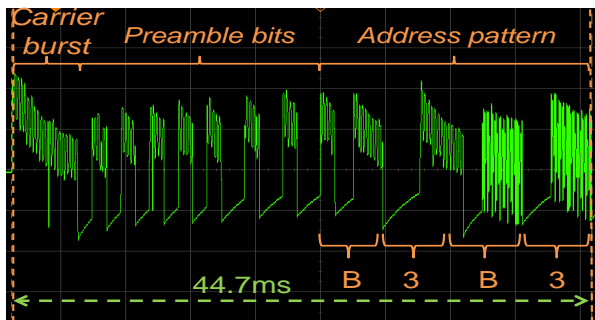 Carrier
burst
Preamble bits
Address pattern
B 3 B 3
44.7ms